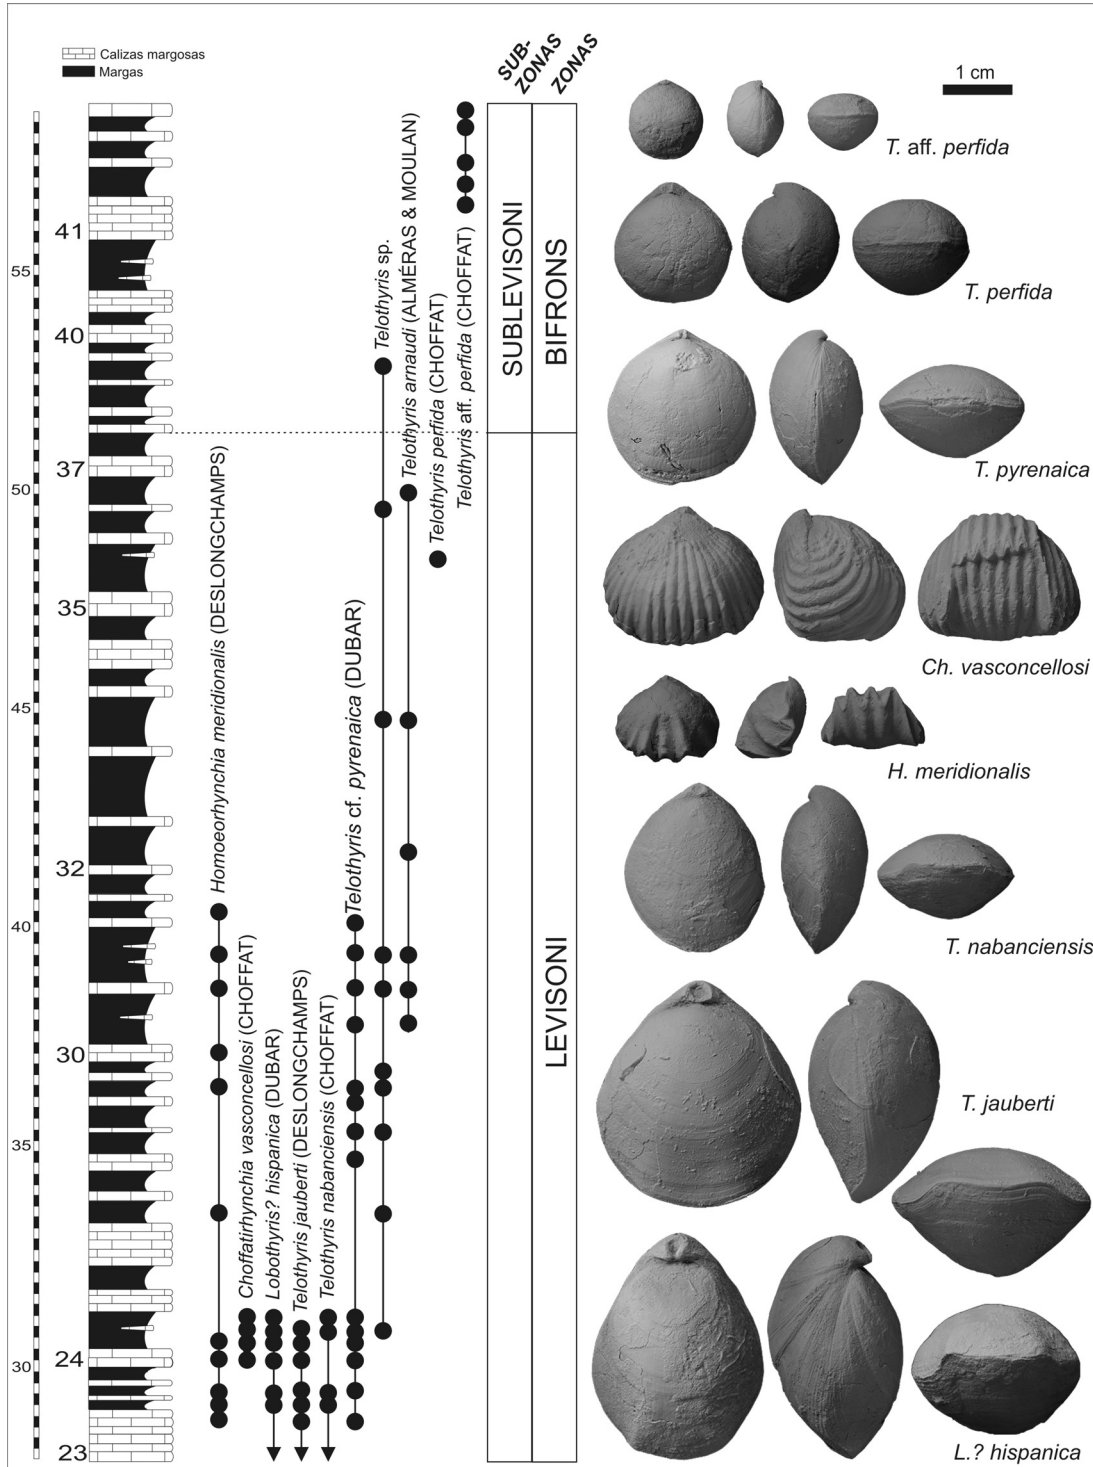 Calizas margosas
Margas
SUB-
ZONAS
ZONAS
1 cm
41
40
37
35
32
30
24
23
55
50
45
40
35
30
Homoeorhynchia meridionalis (DESLONGCHAMPS)
Choffatirhynchia vasconcellosi (CHOFFAT)
Lobothyris? hispanica (DUBAR)
Telothyris jauberti (DESLONGCHAMPS)
Telothyris nabanciensis (CHOFFAT)
Telothyris cf. pyrenaica (DUBAR)
Telothyris sp.
Telothyris arnaudi (ALMÉRAS & MOULAN)
Telothyris perfida (CHOFFAT)
Telothyris aff. perfida (CHOFFAT)
SUBLEVISONI
BIFRONS
LEVISONI
T. aff. perfida
T. perfida
T. pyrenaica
Ch. vasconcellosi
H. meridionalis
T. nabanciensis
T. jauberti
L.? hispanica